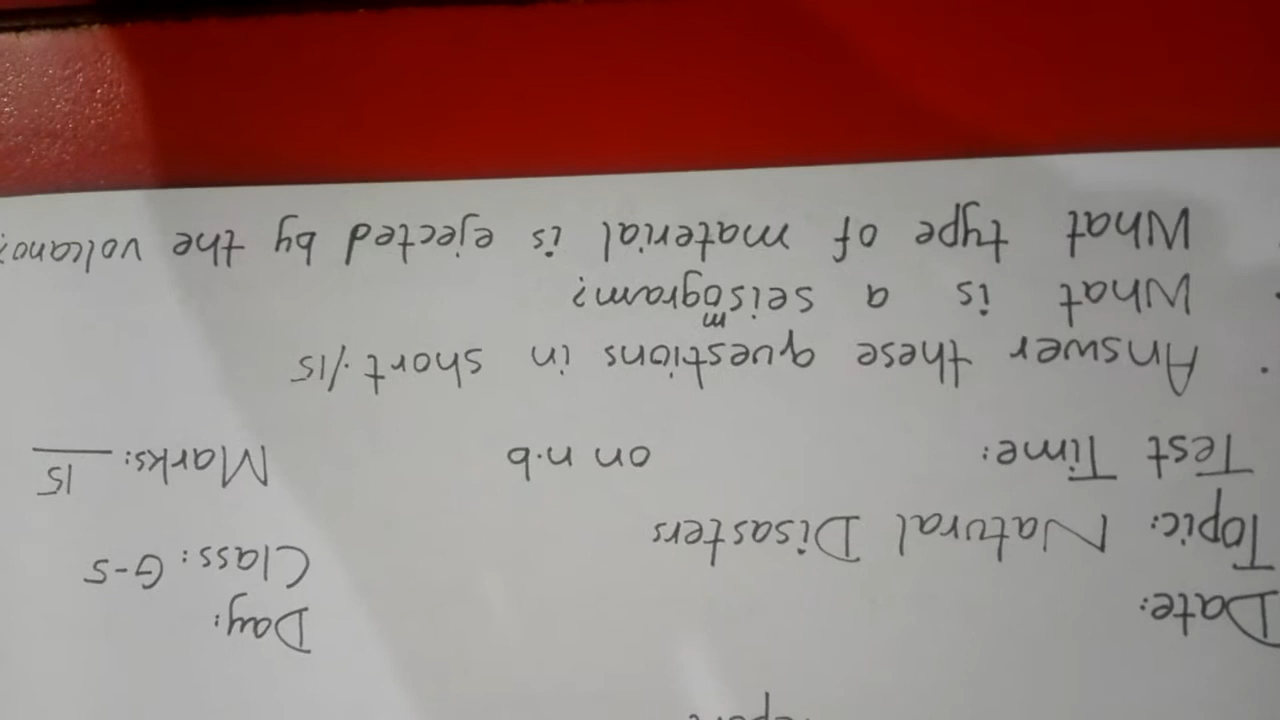 Date:
Day:
Topic: Natural Disasters
Class: G-5
Test Time: on n.b Marks: 15
Answer these questions in short /15
What is a seismogram?
What type of material is ejected by the volcano?